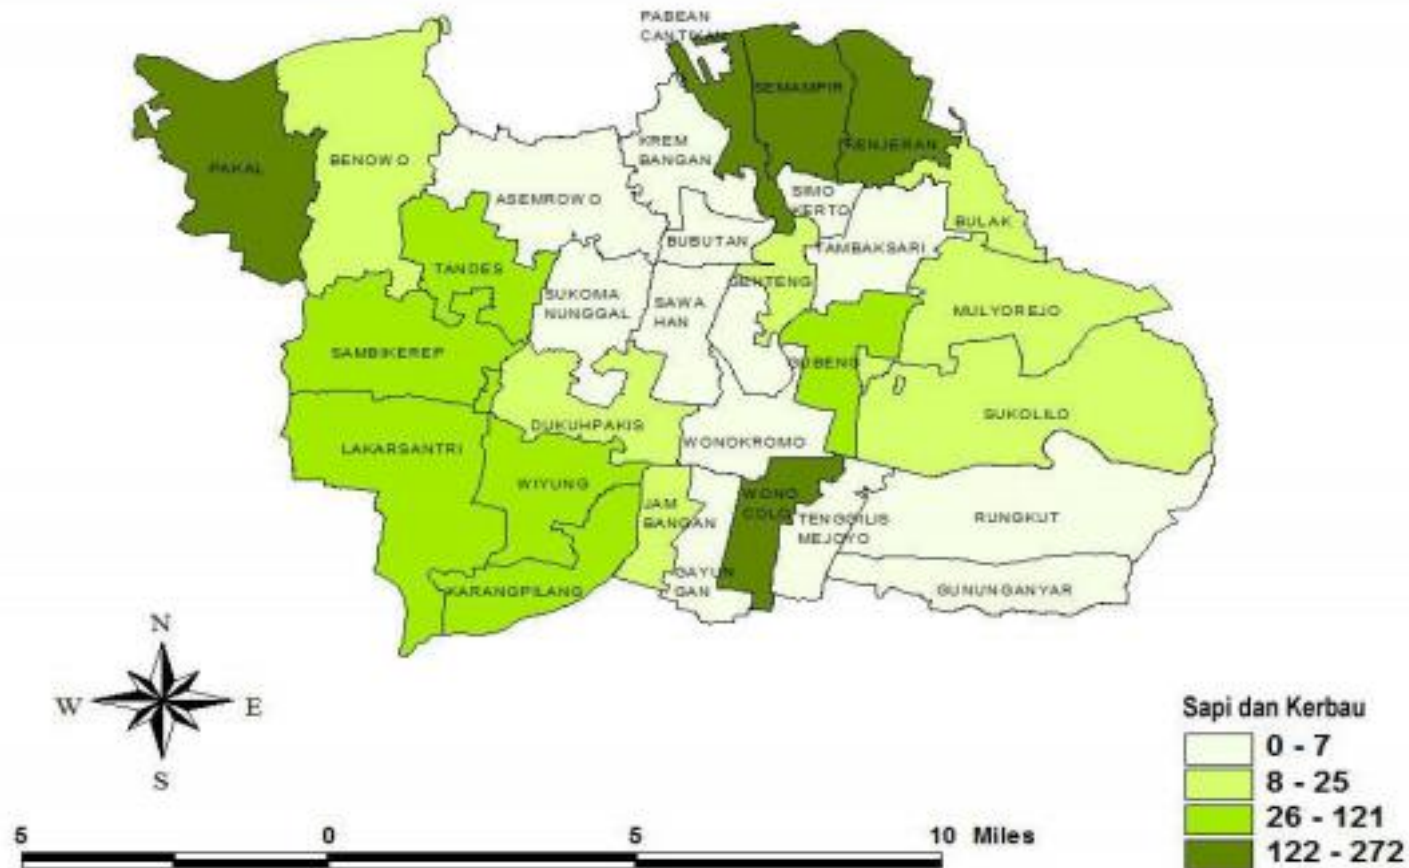 PABEAN
CANTIKAN
SEMAMPIR
KREM
BANGAN
KENJERAN
BENOWO
PAKAL
ASEMROWO
SIMO
KERTO
BULAK
BUBUTAN
TAMBAKSARI
TANDES
GENTENG
SUKOMA
NUNGGAL
SAWA
HAN
MULYOREJO
SAMBIKEREP
GUBENG
SUKOLILO
DUKUHPAKIS
WONOKROMO
LAKARSANTRI
WIYUNG
WONO
COLO
JAM
BANGAN
TENGGILIS
MEJOYO
RUNGKUT
GAYUN
GAN
KARANGPILANG
GUNUNGANYAR
N
W
E
S
Sapi dan Kerbau
0 - 7
8 - 25
26 - 121
122 - 272
5 0 5 10 Miles